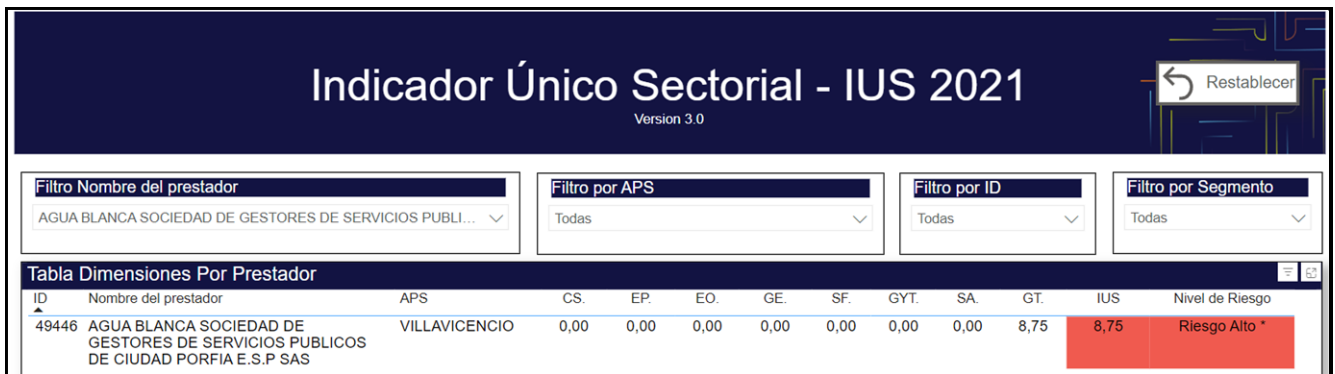 Indicador Único Sectorial - IUS 2021
Version 3.0
Restablecer
Filtro Nombre del prestador
AGUA BLANCA SOCIEDAD DE GESTORES DE SERVICIOS PUBLI...
Filtro por APS
Todas
Filtro por ID
Todas
Filtro por Segmento
Todas
Tabla Dimensiones Por Prestador
ID Nombre del prestador APS CS. EP. EO. GE. SF. GYT. SA. GT. IUS Nivel de Riesgo
49446 AGUA BLANCA SOCIEDAD DE VILLAVICENCIO 0,00 0,00 0,00 0,00 0,00 0,00 0,00 8,75 8,75 Riesgo Alto *
GESTORES DE SERVICIOS PUBLICOS
DE CIUDAD PORFIA E.S.P SAS